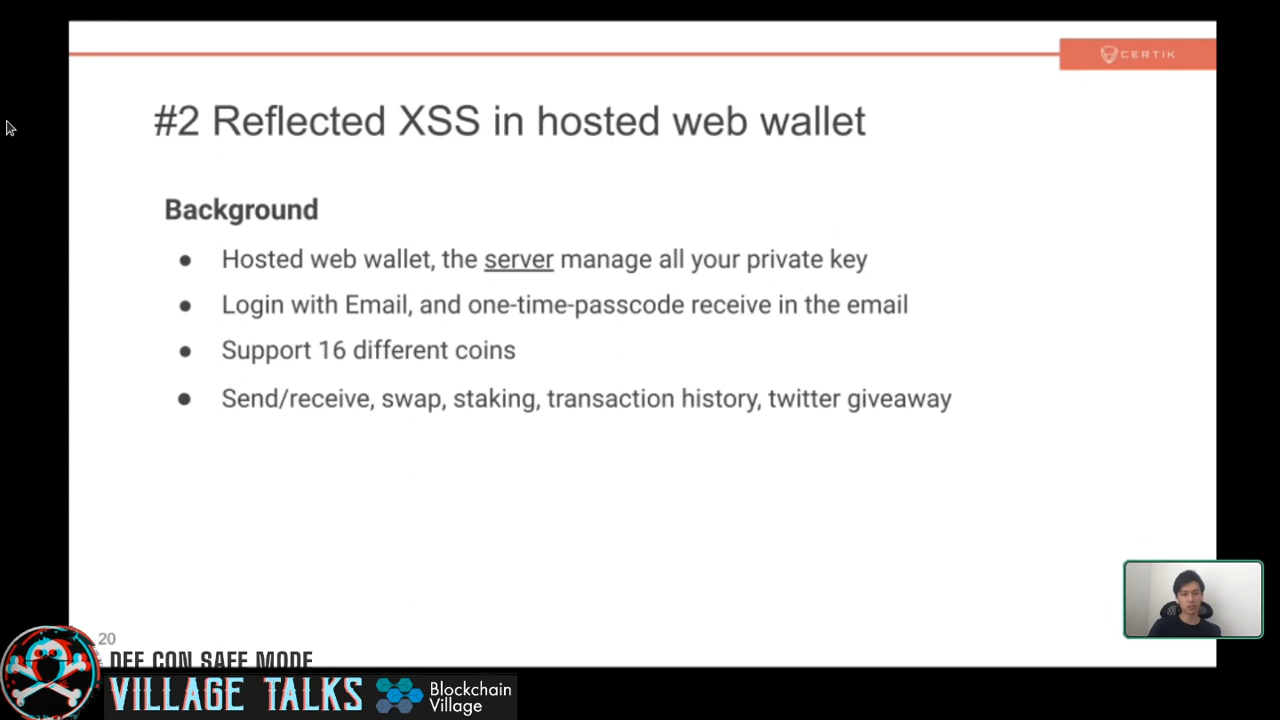 CERTIK
#2 Reflected XSS in hosted web wallet
Background
● Hosted web wallet, the server manage all your private key
● Login with Email, and one-time-passcode receive in the email
● Support 16 different coins
● Send/receive, swap, staking, transaction history, twitter giveaway
20
DEF CON SAFE MODE
VILLAGE TALKS
Blockchain
Village